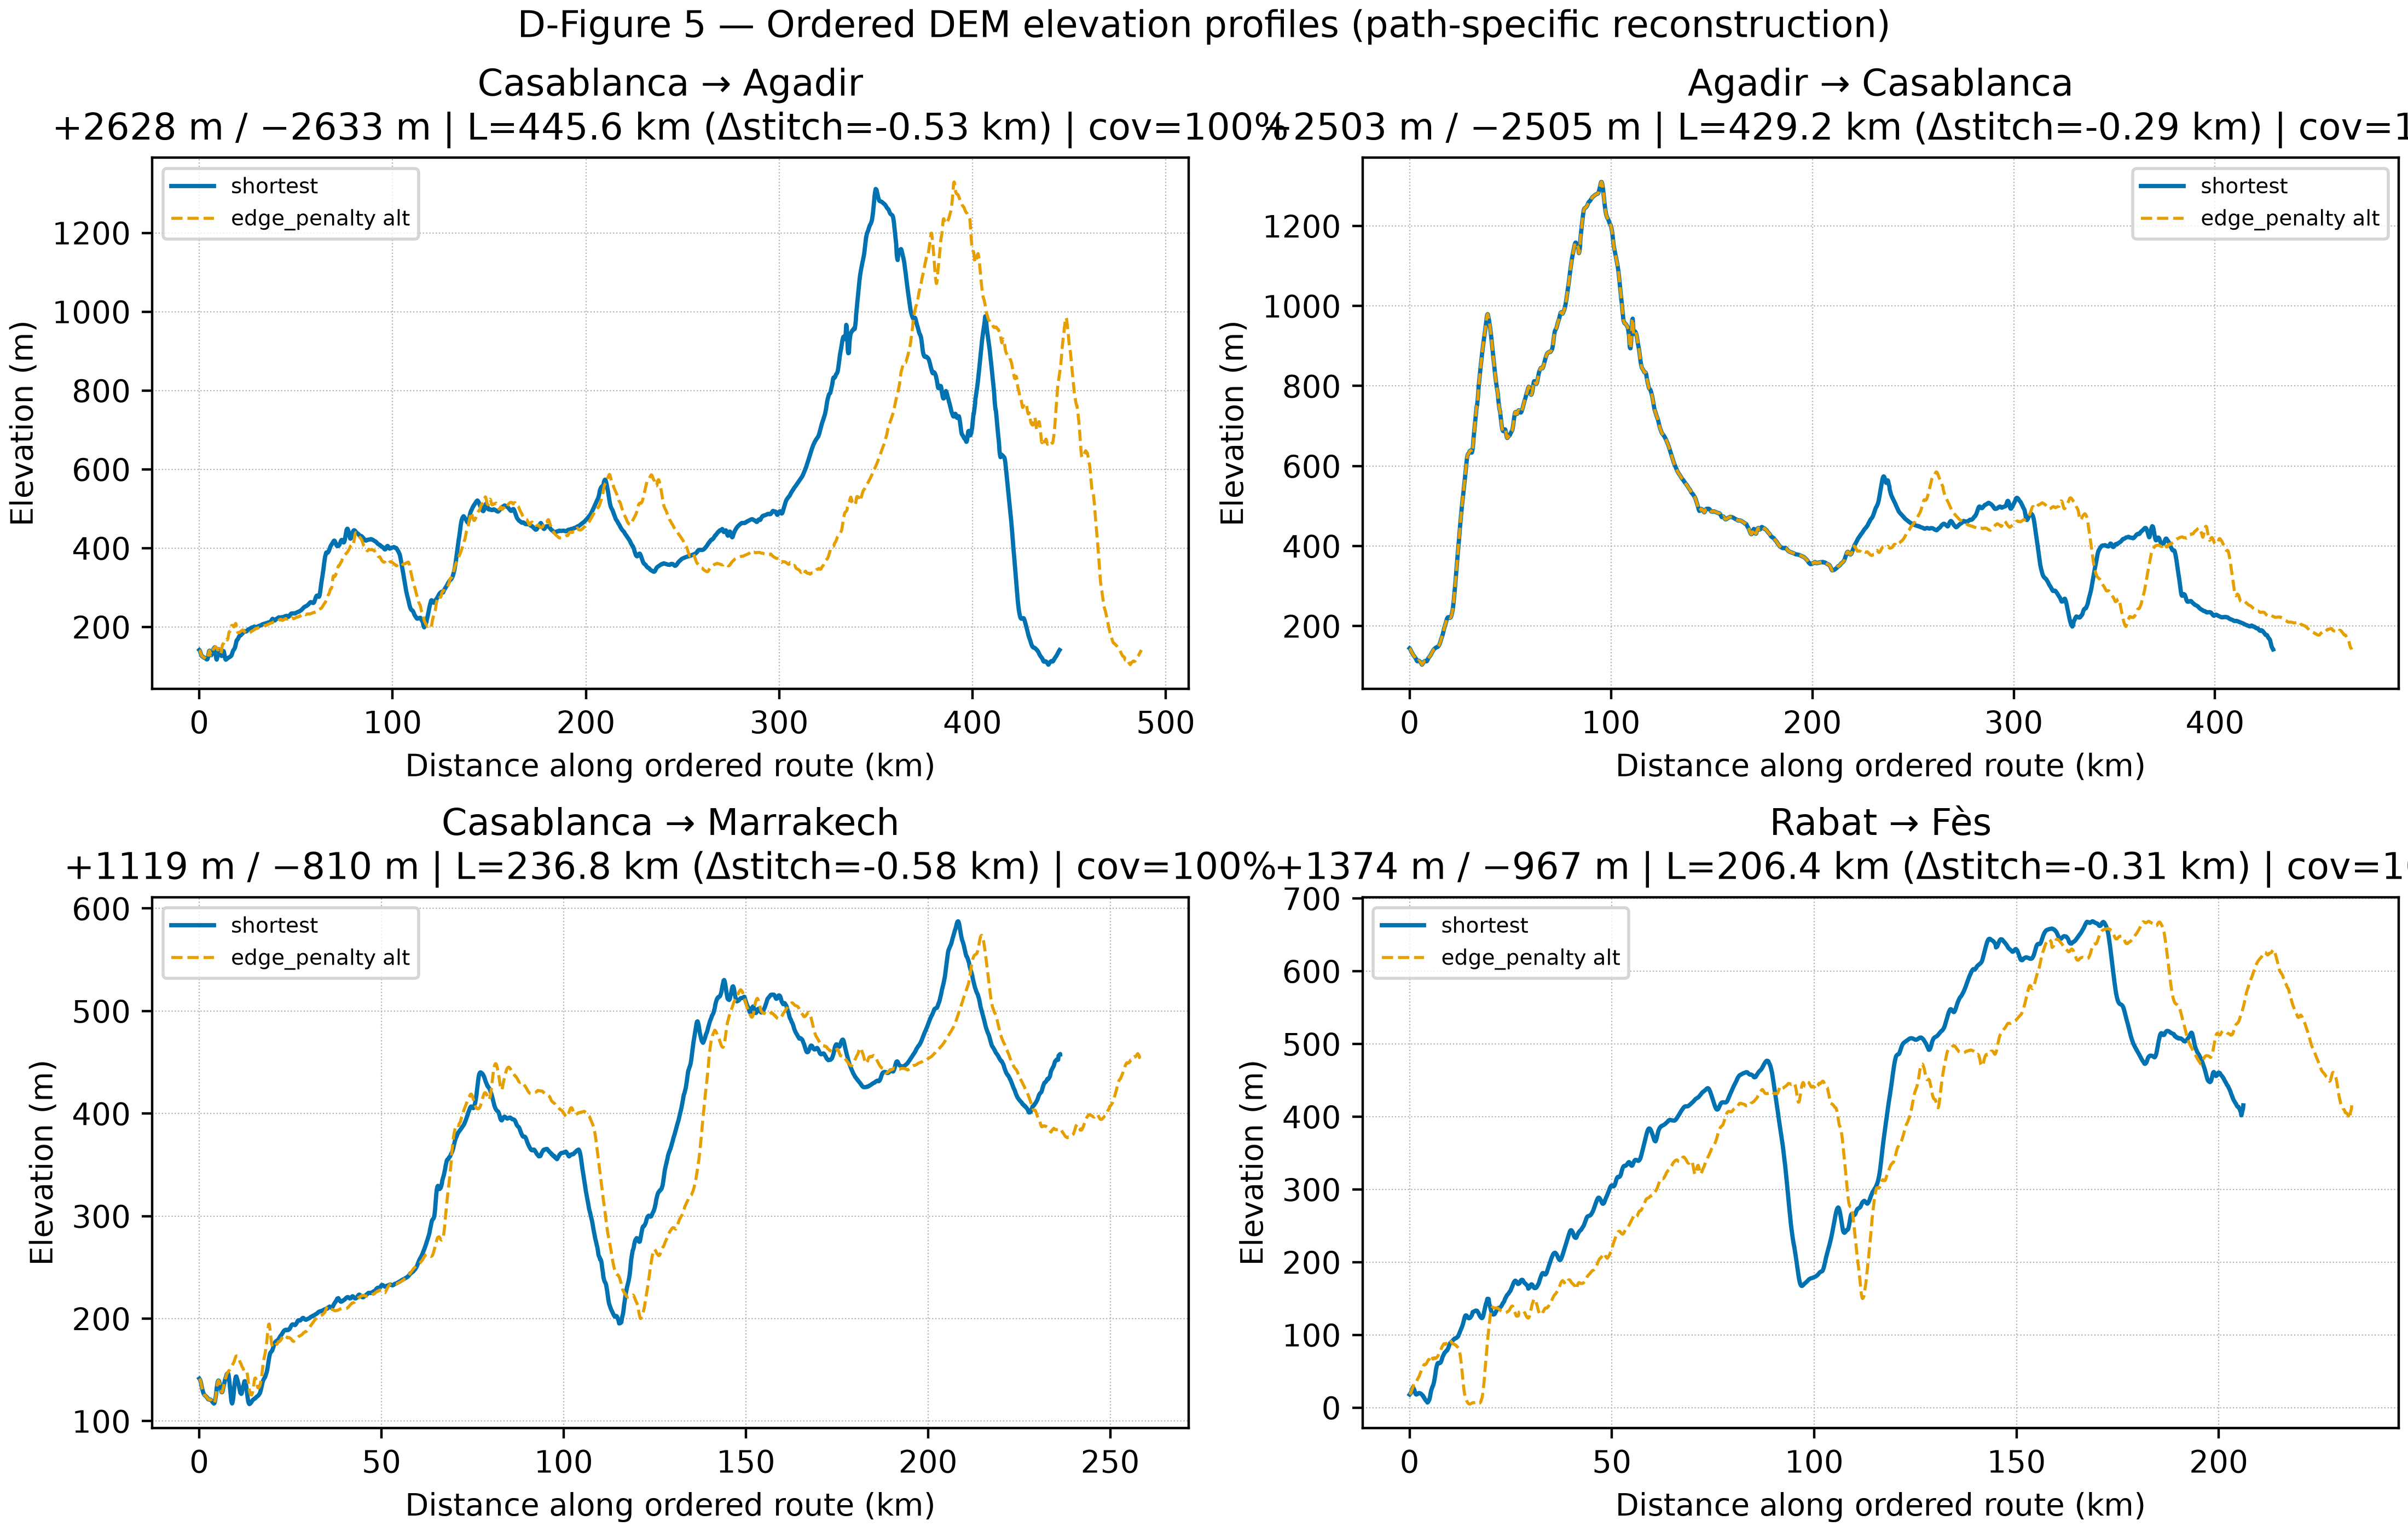 D-Figure 5 — Ordered DEM elevation profiles (path-specific reconstruction)
Casablanca → Agadir
+2628 m / −2633 m | L=445.6 km (Δstitch=-0.53 km) | cov=100%
shortest
edge_penalty alt
Elevation (m)
1200
1000
800
600
400
200
0
100
200
300
400
500
Distance along ordered route (km)
Agadir → Casablanca
+2503 m / −2505 m | L=429.2 km (Δstitch=-0.29 km) | cov=1
shortest
edge_penalty alt
Elevation (m)
1200
1000
800
600
400
200
0
100
200
300
400
Distance along ordered route (km)
Casablanca → Marrakech
+1119 m / −810 m | L=236.8 km (Δstitch=-0.58 km) | cov=100%
shortest
edge_penalty alt
Elevation (m)
600
500
400
300
200
100
0
50
100
150
200
250
Distance along ordered route (km)
Rabat → Fès
+1374 m / −967 m | L=206.4 km (Δstitch=-0.31 km) | cov=10
shortest
edge_penalty alt
Elevation (m)
700
600
500
400
300
200
100
0
0
50
100
150
200
Distance along ordered route (km)